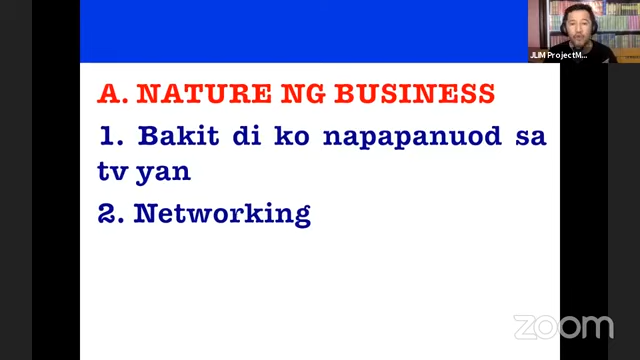 JLIM ProjectM...
A. NATURE NG BUSINESS
1. Bakit di ko napapanuod sa
tv yan
2. Networking
zoom